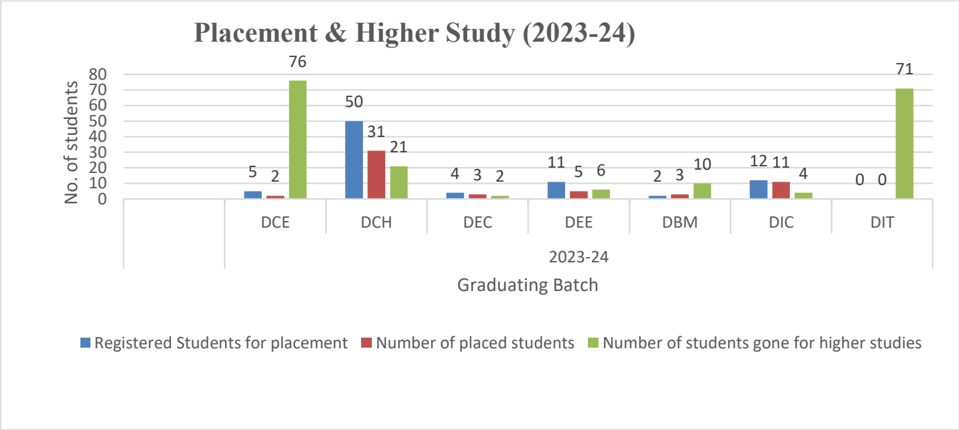 Placement & Higher Study (2023-24)
No. of students
80
70
60
50
40
30
20
10
0
5 2 76
50 31 21
4 3 2
11 5 6
2 3 10
12 11 4
0 0 71
DCE DCH DEC DEE DBM DIC DIT
2023-24
Graduating Batch
Registered Students for placement Number of placed students Number of students gone for higher studies